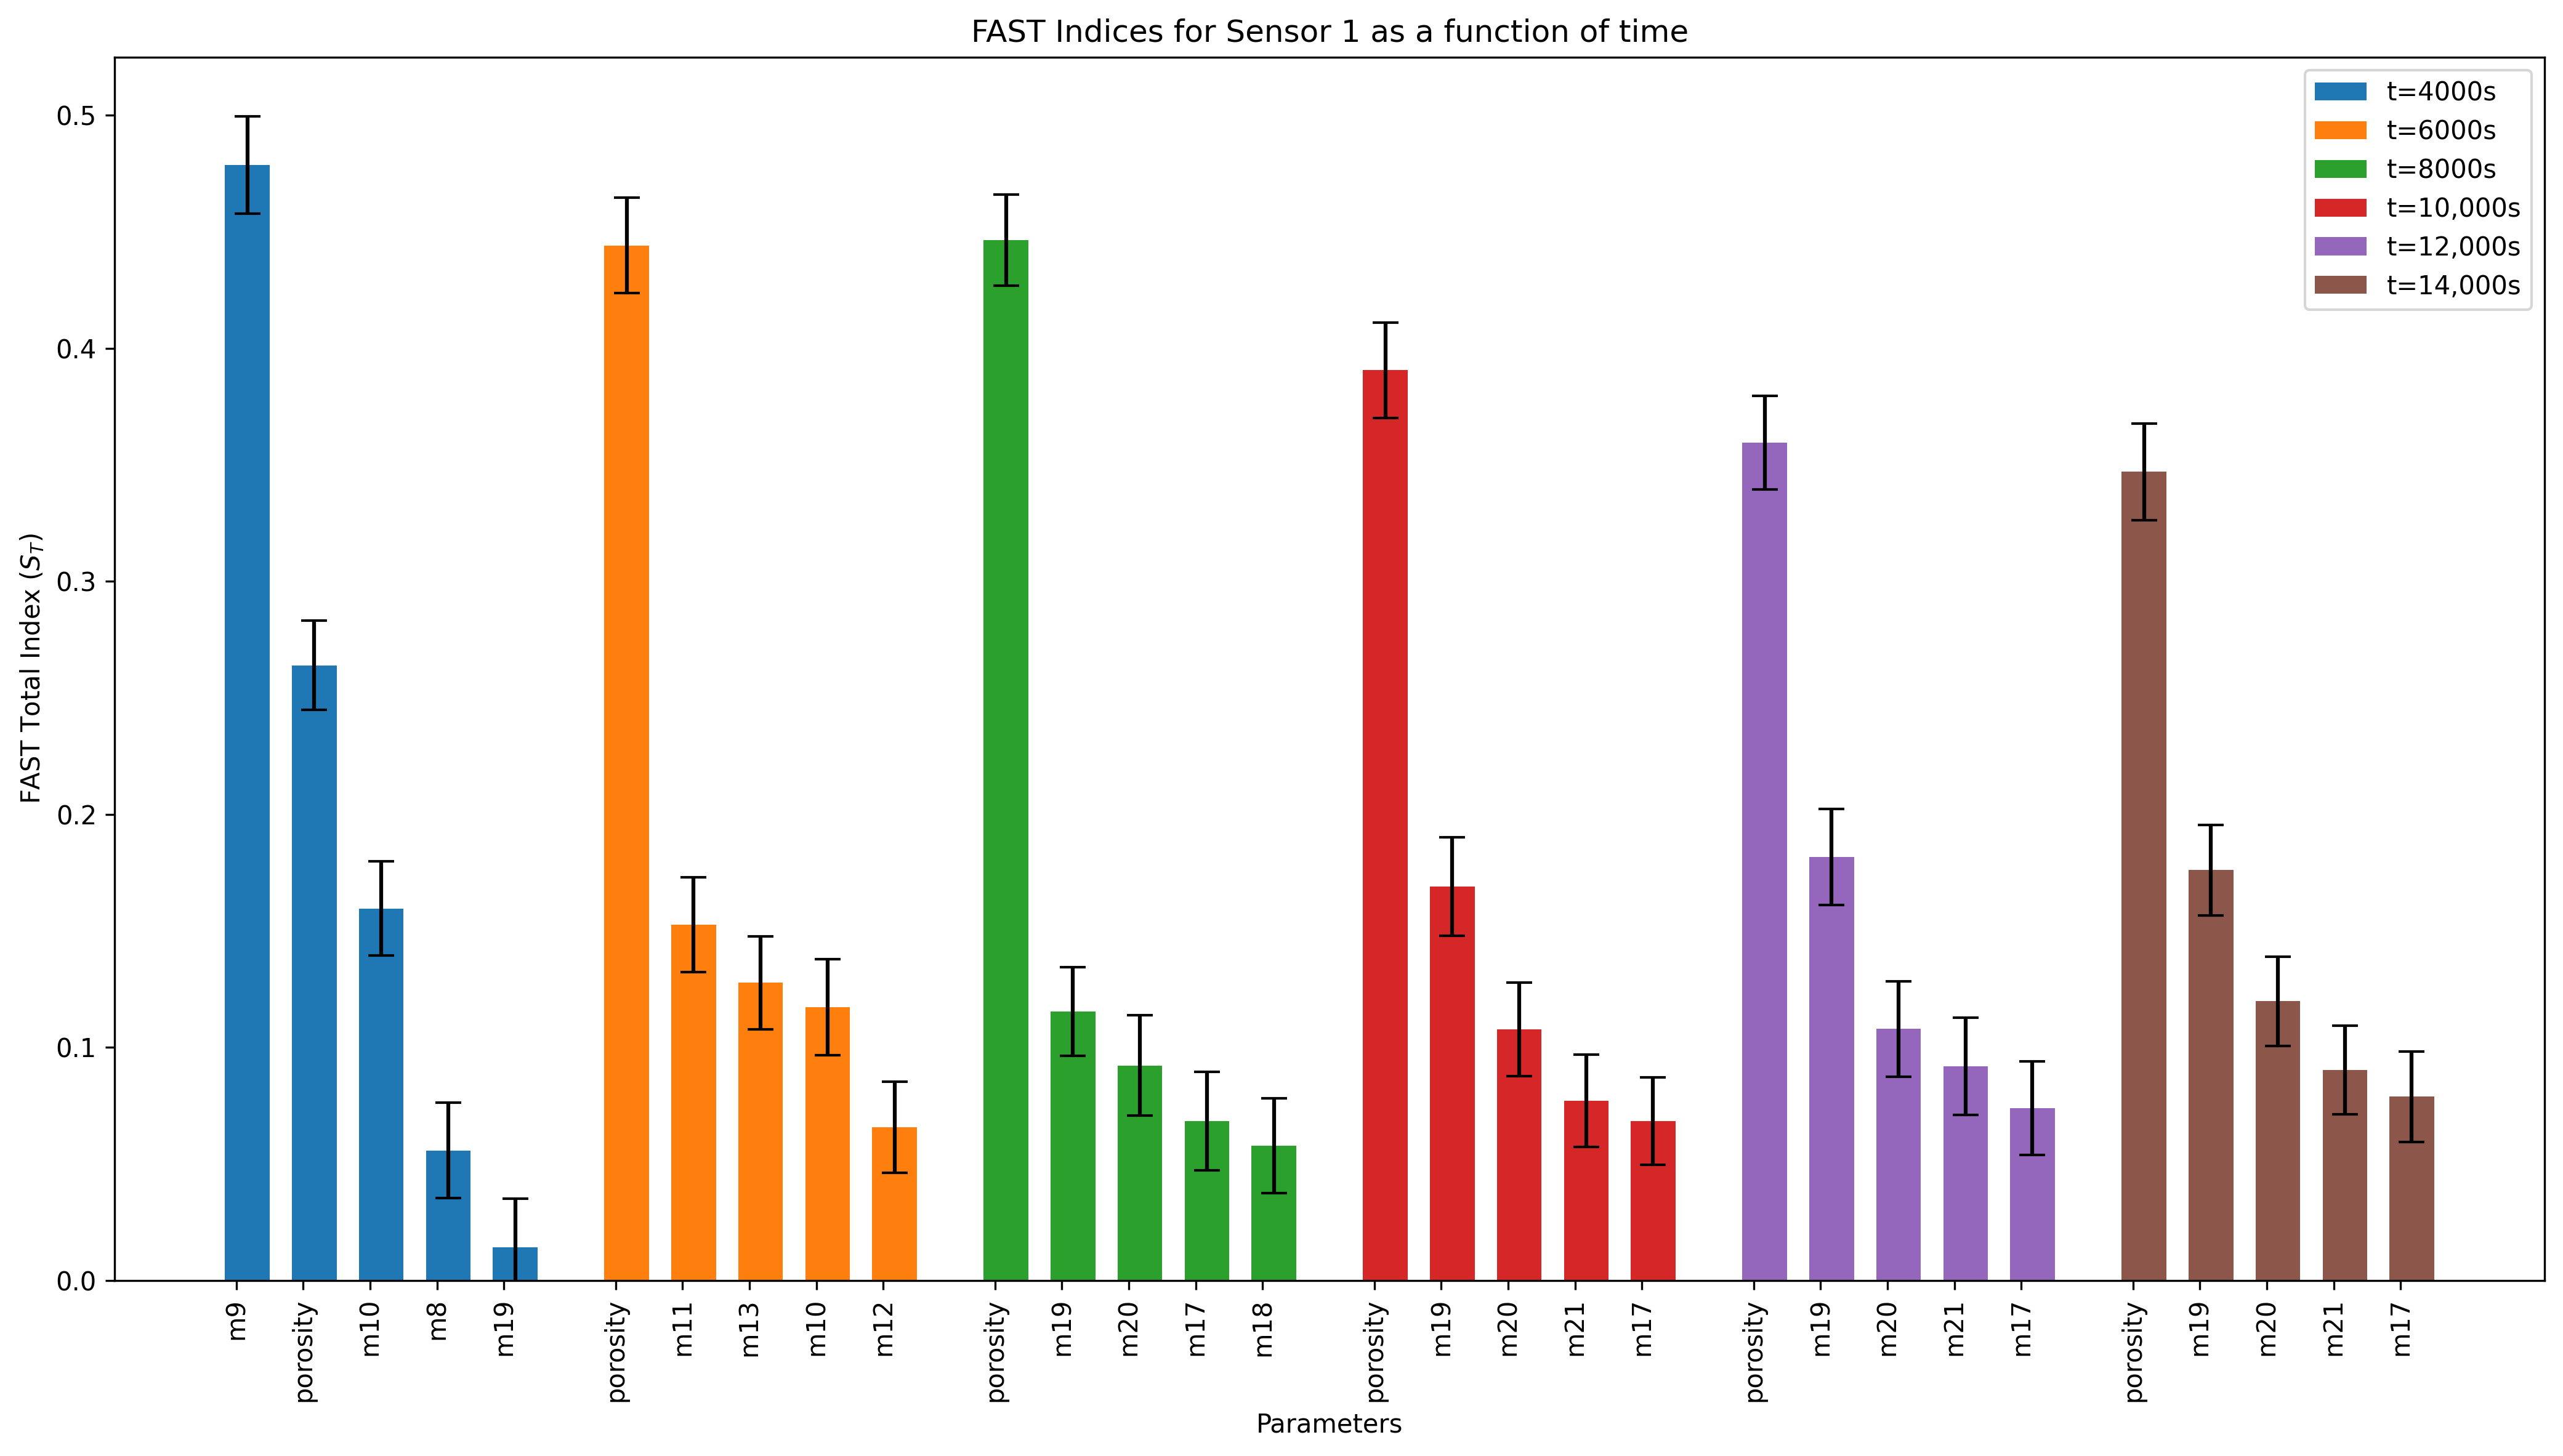 FAST Indices for Sensor 1 as a function of time
t=4000s
t=6000s
t=8000s
t=10,000s
t=12,000s
t=14,000s
FAST Total Index (S_T)
0.5
0.4
0.3
0.2
0.1
0.0
m9 porosity m10 m8 m19 porosity m11 m13 m10 m12 porosity m19 m20 m17 m18 porosity m19 m20 m21 m17 porosity m19 m20 m21 m17 porosity m19 m20 m21 m17
Parameters